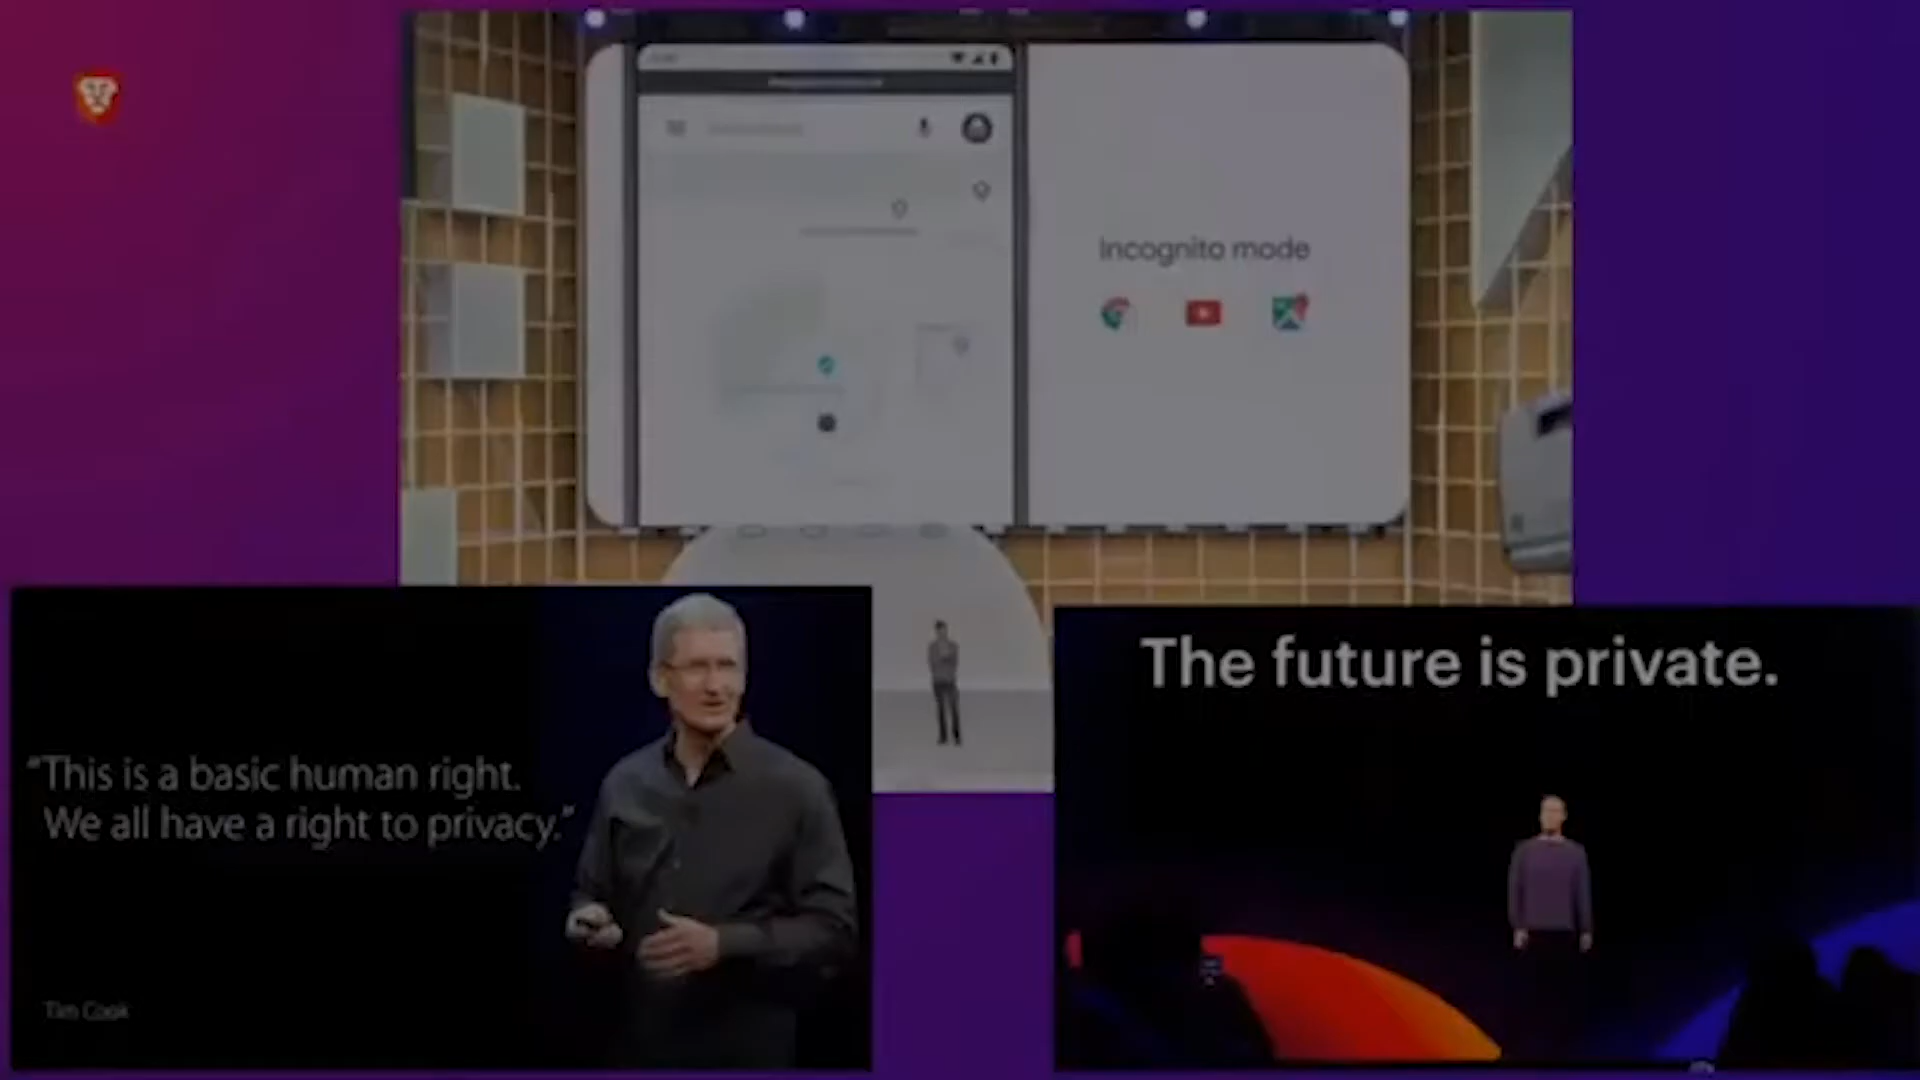 Incognito mode
The future is private.
“This is a basic human right.
We all have a right to privacy.”
Tim Cook